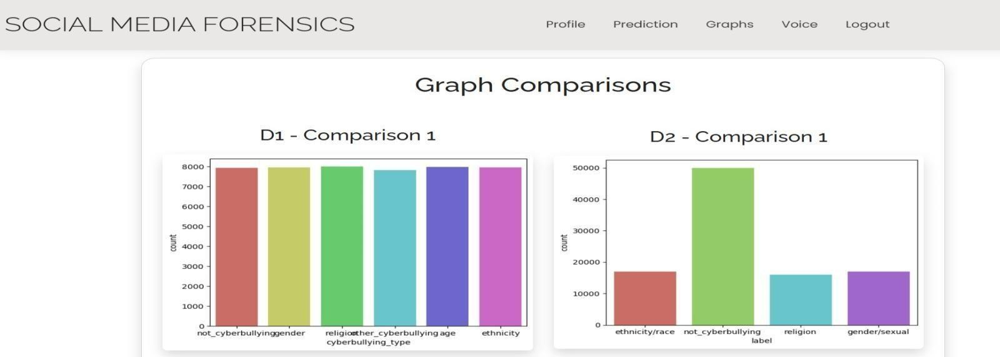 SOCIAL MEDIA FORENSICS
Profile Prediction Graphs Voice Logout
Graph Comparisons
D1 - Comparison 1
8000
7000
6000
5000
4000
3000
2000
1000
0
count
not_cyberbullying gender religion other_cyberbullying age ethnicity
cyberbullying_type
D2 - Comparison 1
50000
40000
30000
20000
10000
0
count
ethnicity/race not_cyberbullying religion gender/sexual
label